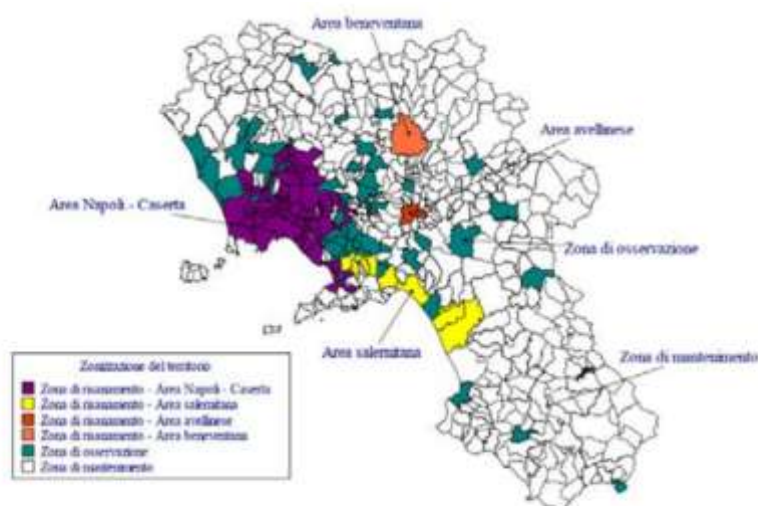 Area beneventana
Area avellinese
Area Napoli - Caserta
Zona di osservazione
Area salernitana
Zona di mantenimento
Zonizzazione del territorio
Zona di risanamento - Area Napoli - Caserta
Zona di risanamento - Area salernitana
Zona di risanamento - Area avellinese
Zona di risanamento - Area beneventana
Zona di osservazione
Zona di mantenimento